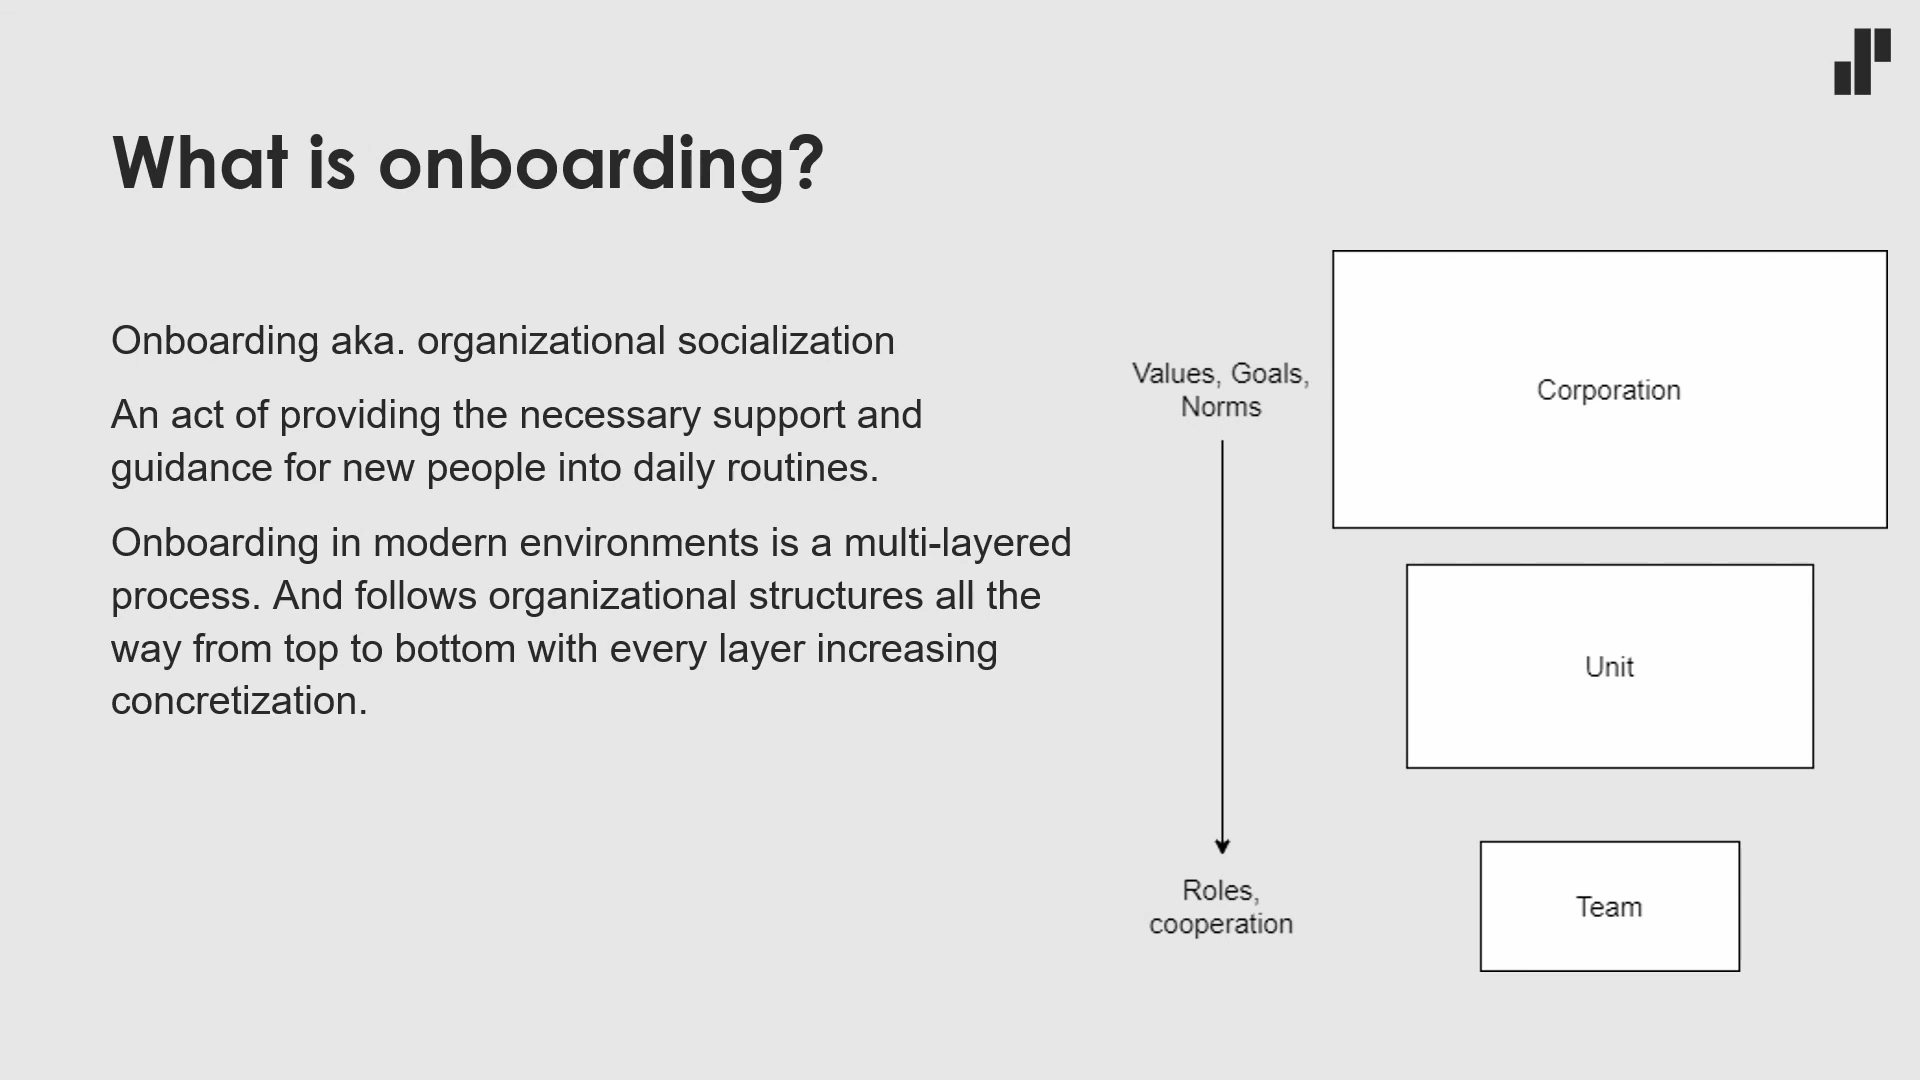 What is onboarding?
Onboarding aka. organizational socialization
An act of providing the necessary support and
guidance for new people into daily routines.
Onboarding in modern environments is a multi-layered
process. And follows organizational structures all the
way from top to bottom with every layer increasing
concretization.
Values, Goals,
Norms
Roles,
cooperation
Corporation
Unit
Team